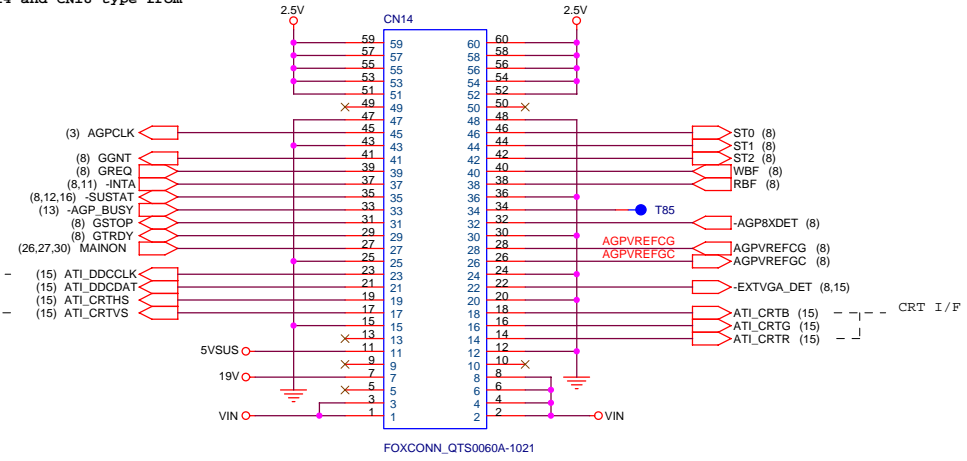 4 and CN18 type from
2.5V 2.5V
CN14
59 59 60 60
57 57 58 58
55 55 56 56
53 53 54 54
51 51 52 52
49 50
47 47 48 48
(3) AGPCLK 45 45 46 46 ST0 (8)
43 43 44 44 ST1 (8)
(8) GGNT 41 41 42 42 ST2 (8)
(8) GREQ 39 39 40 40 WBF (8)
(8,11) -INTA 37 37 38 38 RBF (8)
(8,12,16) -SUSTAT 35 35 36 36
(13) -AGP_BUSY 33 33 34 34 T85
(8) GSTOP 31 31 32 32 -AGP8XDET (8)
(8) GTRDY 29 29 30 30
(26,27,30) MAINON 27 27 28 28 AGPVREFCG AGPVREFCG (8)
25 25 26 26 AGPVREFGC AGPVREFGC (8)
(15) ATI_DDCCLK 23 23 24 24
(15) ATI_DDCDAT 21 21 22 22 -EXTVGA_DET (8,15)
(15) ATI_CRTHS 19 19 20 20
(15) ATI_CRTVS 17 17 18 18 ATI_CRTB (15) CRT I/F
15 15 16 16 ATI_CRTG (15)
13 13 14 14 ATI_CRTR (15)
5VSUS 11 11 12 12
9 9 10 10
19V 7 7 8 8
5 5 6 6
3 3 4 4
VIN 1 1 2 2 VIN
FOXCONN_QTS0060A-1021